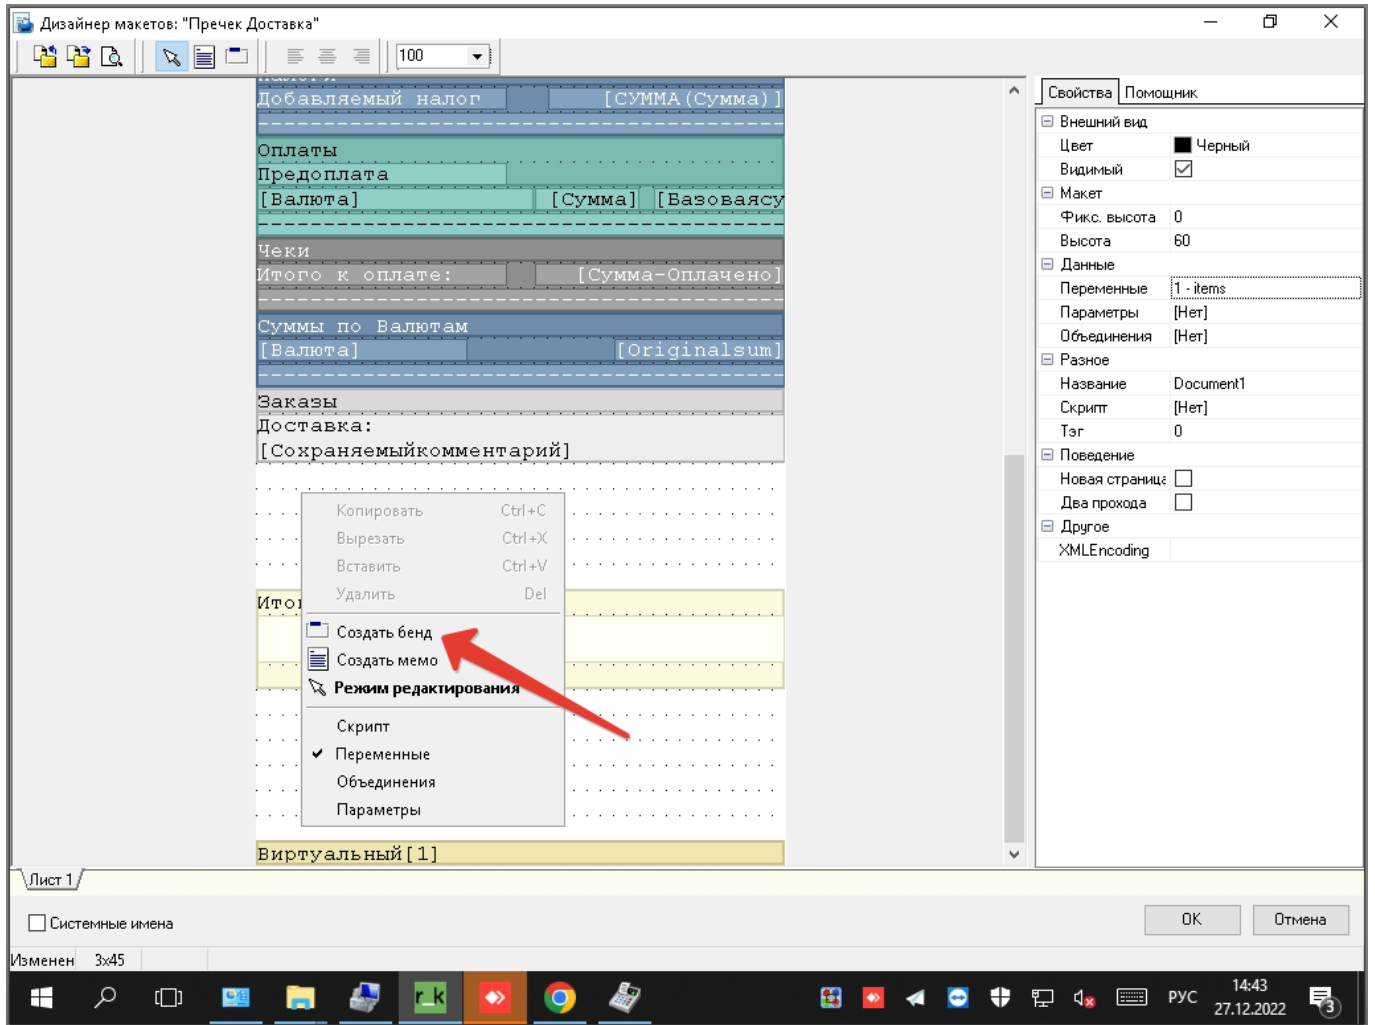 Дизайнер макетов: "Пречек Доставка"
100
Добавляемый налог [СУММА(Сумма)]
Оплаты
Предоплата
[Валюта] [Сумма] [Базоваясу
Чеки
Итого к оплате: [Сумма-Оплачено]
Суммы по Валютам
[Валюта] [Originalsum]
Заказы
Доставка:
[Сохраняемыйкомментарий]
Копировать Ctrl+C
Вырезать Ctrl+X
Вставить Ctrl+V
Удалить Del
Итог
Создать бенд
Создать мемо
Режим редактирования
Скрипт
Переменные
Объединения
Параметры
Виртуальный[1]
Свойства Помощник
Внешний вид
Цвет Черный
Видимый
Макет
Фикс. высота 0
Высота 60
Данные
Переменные 1 - items
Параметры [Нет]
Объединения [Нет]
Разное
Название Document1
Скрипт [Нет]
Тэг 0
Поведение
Новая страница
Два прохода
Другое
XMLEncoding
Лист 1
Системные имена
OK Отмена
Изменен 3x45
r_k
РУС
14:43
27.12.2022
3